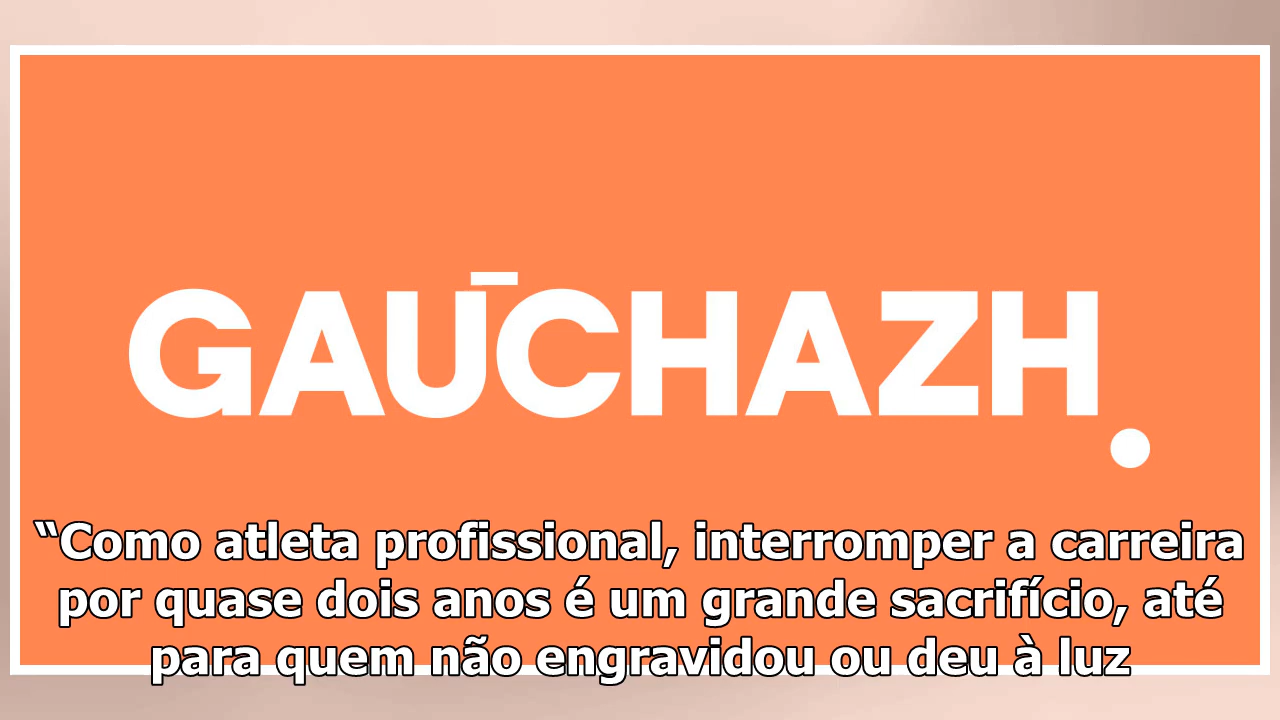 GAÚCHAZH.
“Como atleta profissional, interromper a carreira
por quase dois anos é um grande sacrifício, até
para quem não engravidou ou deu à luz